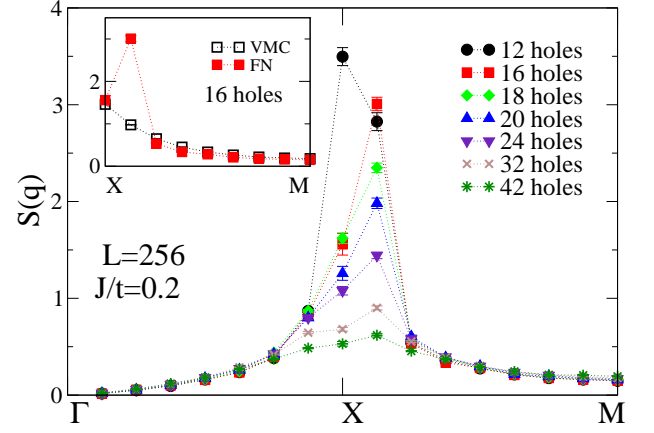 4
3
2
1
0
S(q)
Γ
X
M
L=256
J/t=0.2
12 holes
16 holes
18 holes
20 holes
24 holes
32 holes
42 holes
2
0
X
M
VMC
FN
16 holes